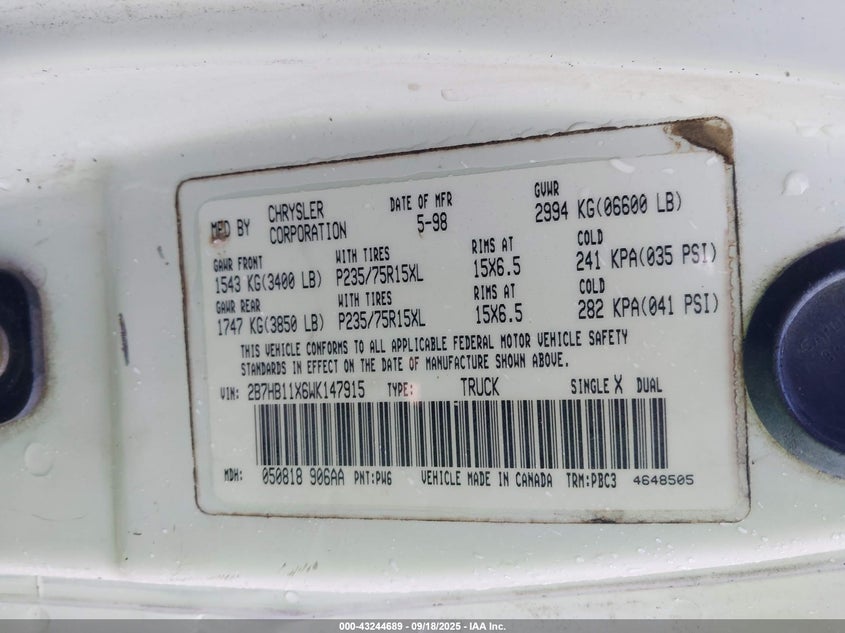 MFD BY CHRYSLER CORPORATION DATE OF MFR 5-98 GVWR 2994 KG(06600 LB)
GAWR FRONT WITH TIRES RIMS AT COLD
1543 KG(3400 LB) P235/75R15XL 15X6.5 241 KPA(035 PSI)
GAWR REAR WITH TIRES RIMS AT COLD
1747 KG(3850 LB) P235/75R15XL 15X6.5 282 KPA(041 PSI)
THIS VEHICLE CONFORMS TO ALL APPLICABLE FEDERAL MOTOR VEHICLE SAFETY
STANDARDS IN EFFECT ON THE DATE OF MANUFACTURE SHOWN ABOVE.
VIN: 2B7HB11X6WK147915 TYPE: TRUCK SINGLE X DUAL
MDH: 050818 906AA PNT:PW6 VEHICLE MADE IN CANADA TRM:PBC3 4648505
000-43244689 - 09/18/2025 - IAA Inc.